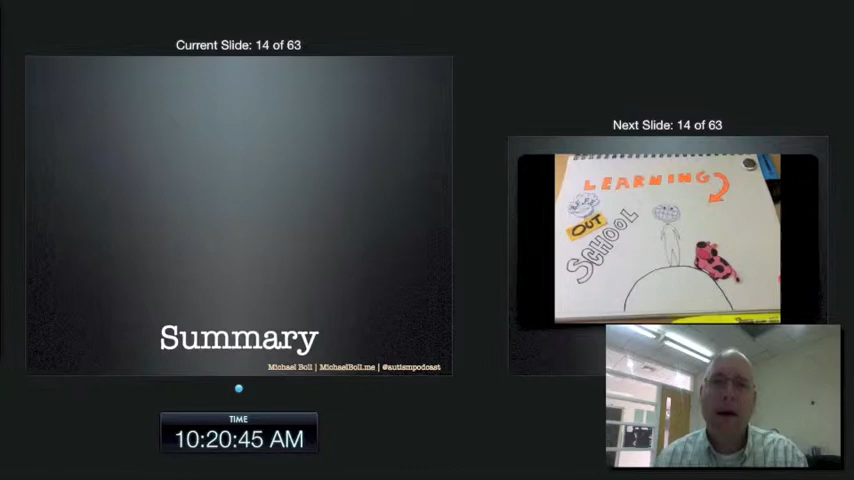 Current Slide: 14 of 63
Summary
Michael Boll | MichaelBoll.me | @autismpodcast
TIME
10:20:45 AM
Next Slide: 14 of 63
LEARNING
OUT
SCHOOL